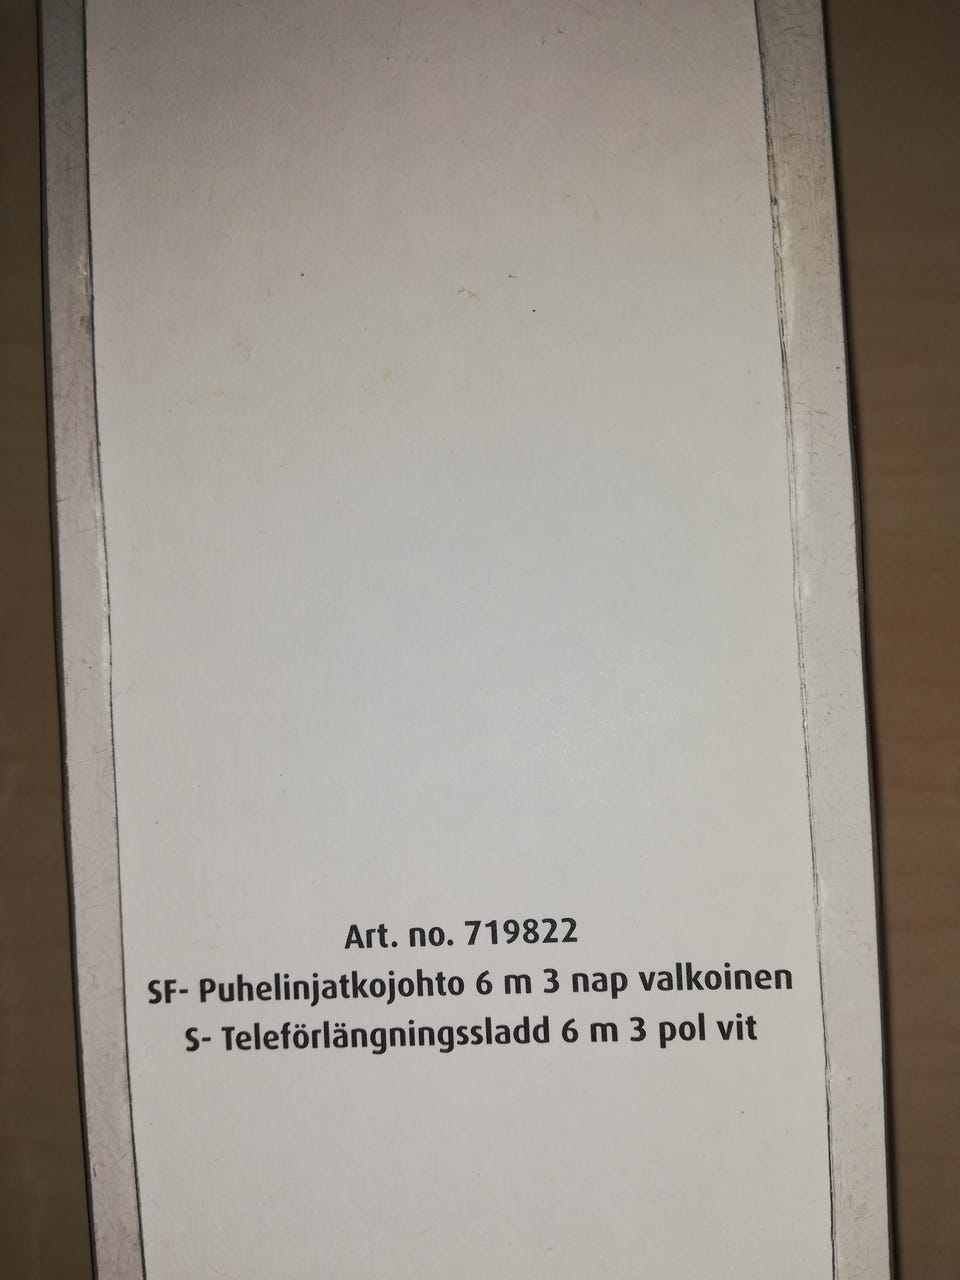 Art. no. 719822
SF- Puhelinjatkojohto 6 m 3 nap valkoinen
S- Teleförlängningssladd 6 m 3 pol vit